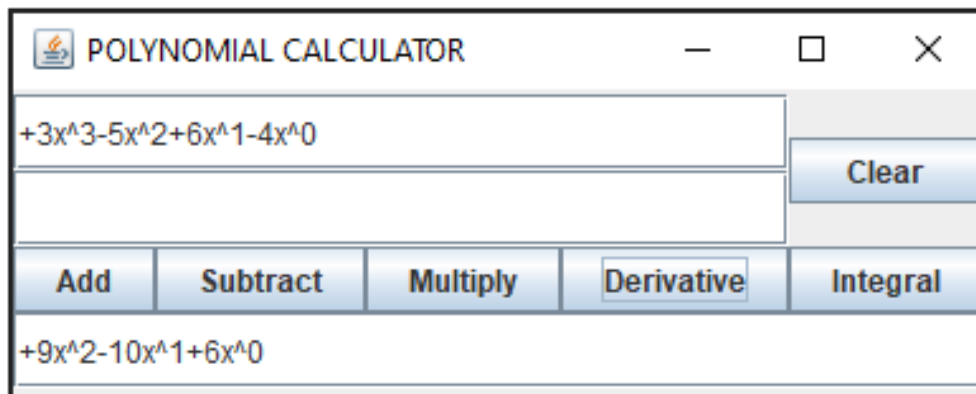 POLYNOMIAL CALCULATOR
+3x^3-5x^2+6x^1-4x^0
Clear
Add Subtract Multiply Derivative Integral
+9x^2-10x^1+6x^0